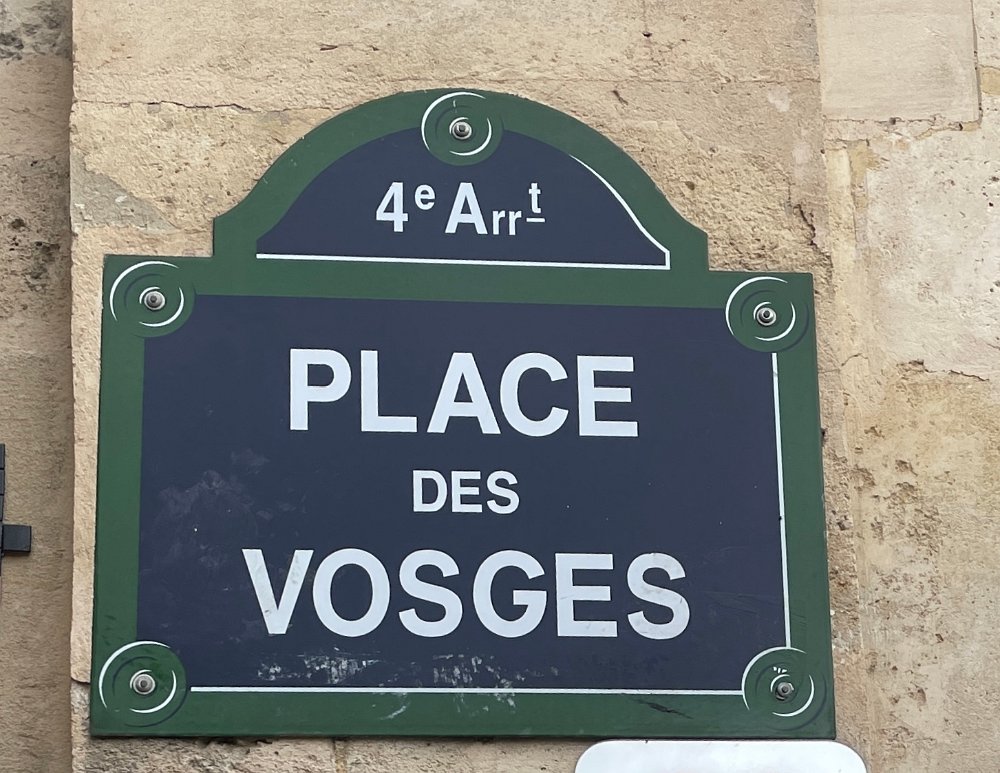 4ᵉ Arrᵗ
PLACE
DES
VOSGES